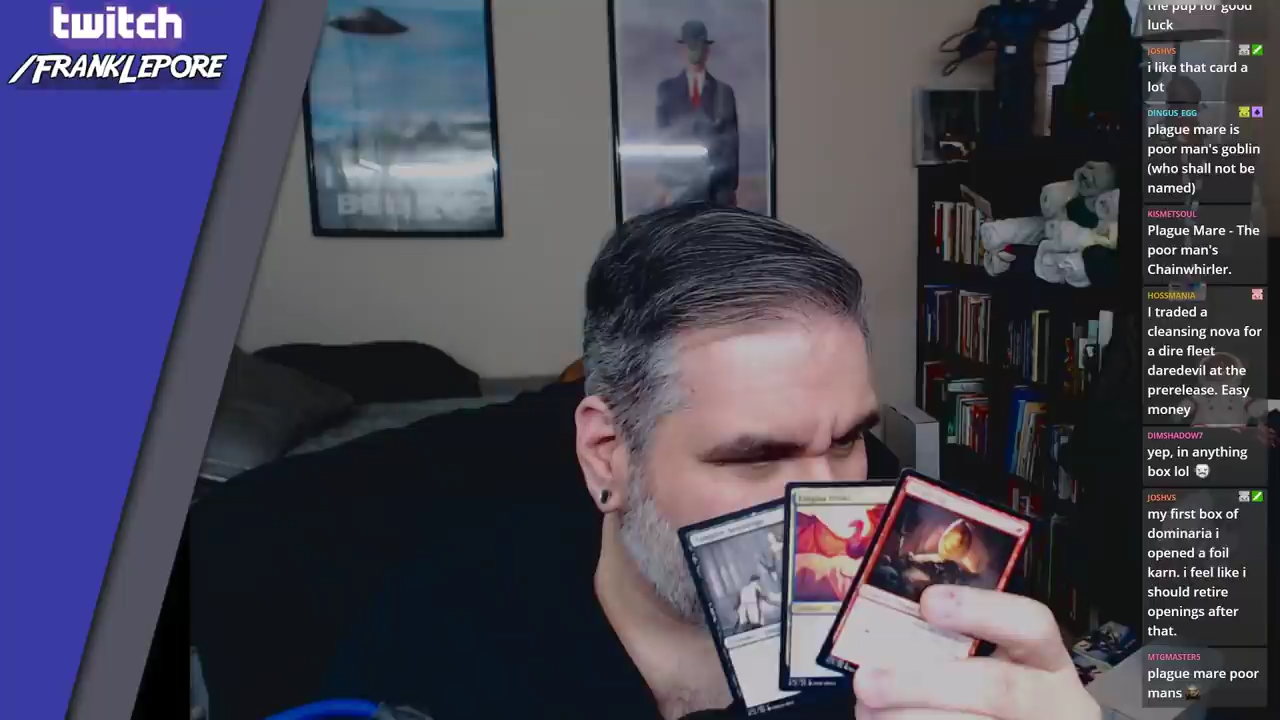 twitch
/FRANKLEPORE
the pup for good
luck
JOSHVS
i like that card a
lot
DINGUS_EGG
plague mare is
poor man's goblin
(who shall not be
named)
KISMETSOUL
Plague Mare - The
poor man's
Chainwhirler.
HOSSMANIA
I traded a
cleansing nova for
a dire fleet
daredevil at the
prerelease. Easy
money
DIMSHADOW7
yep, in anything
box lol
JOSHVS
my first box of
dominaria i
opened a foil
karn. i feel like i
should retire
openings after
that.
MTGMASTER5
plague mare poor
mans